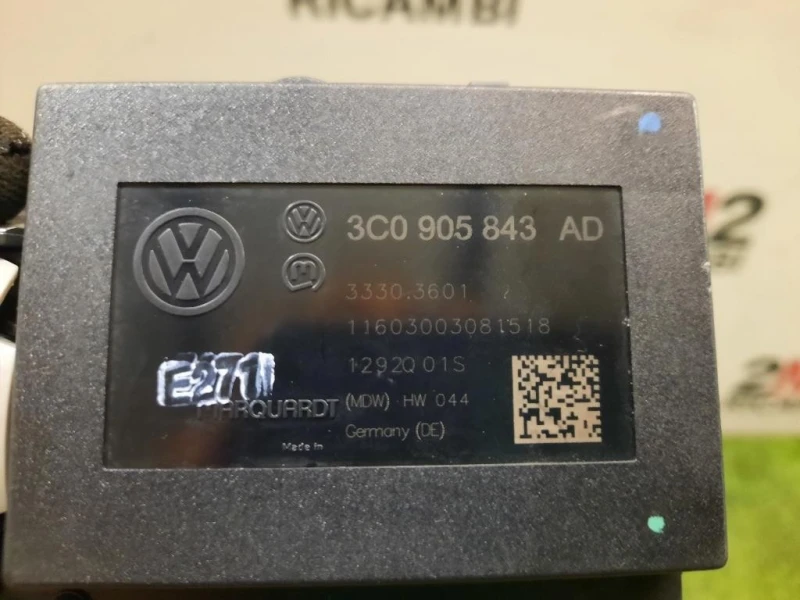 RICAMBI
3C0 905 843 AD
3330.3601
11603003081518
1292Q 01S
E271
MARQUARDT (MDW) HW 044
Made in Germany (DE)